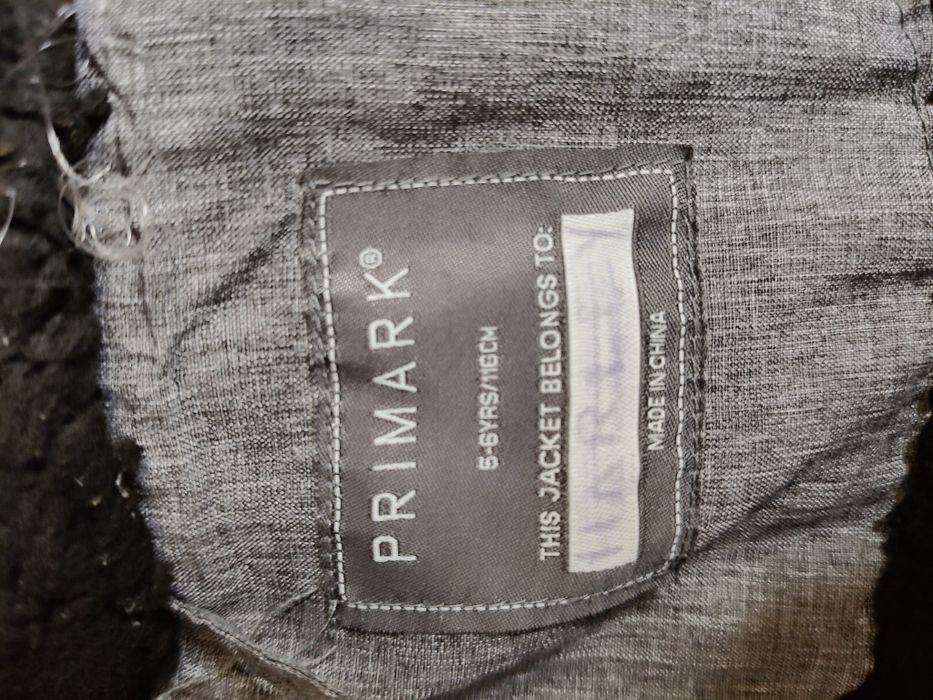 PRIMARK®
5-6YRS/116CM
THIS JACKET BELONGS TO:
MADE IN CHINA